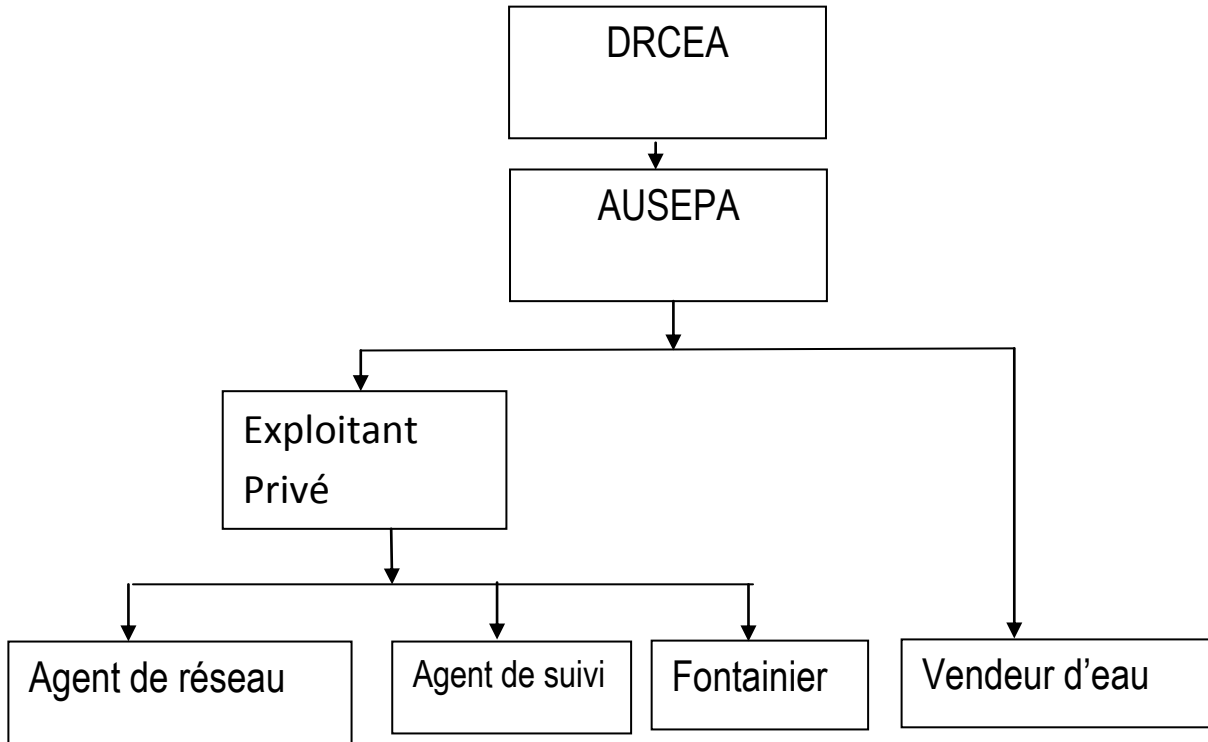 DRCEA
AUSEPA
Exploitant
Privé
Agent de réseau
Agent de suivi
Fontainier
Vendeur d’eau